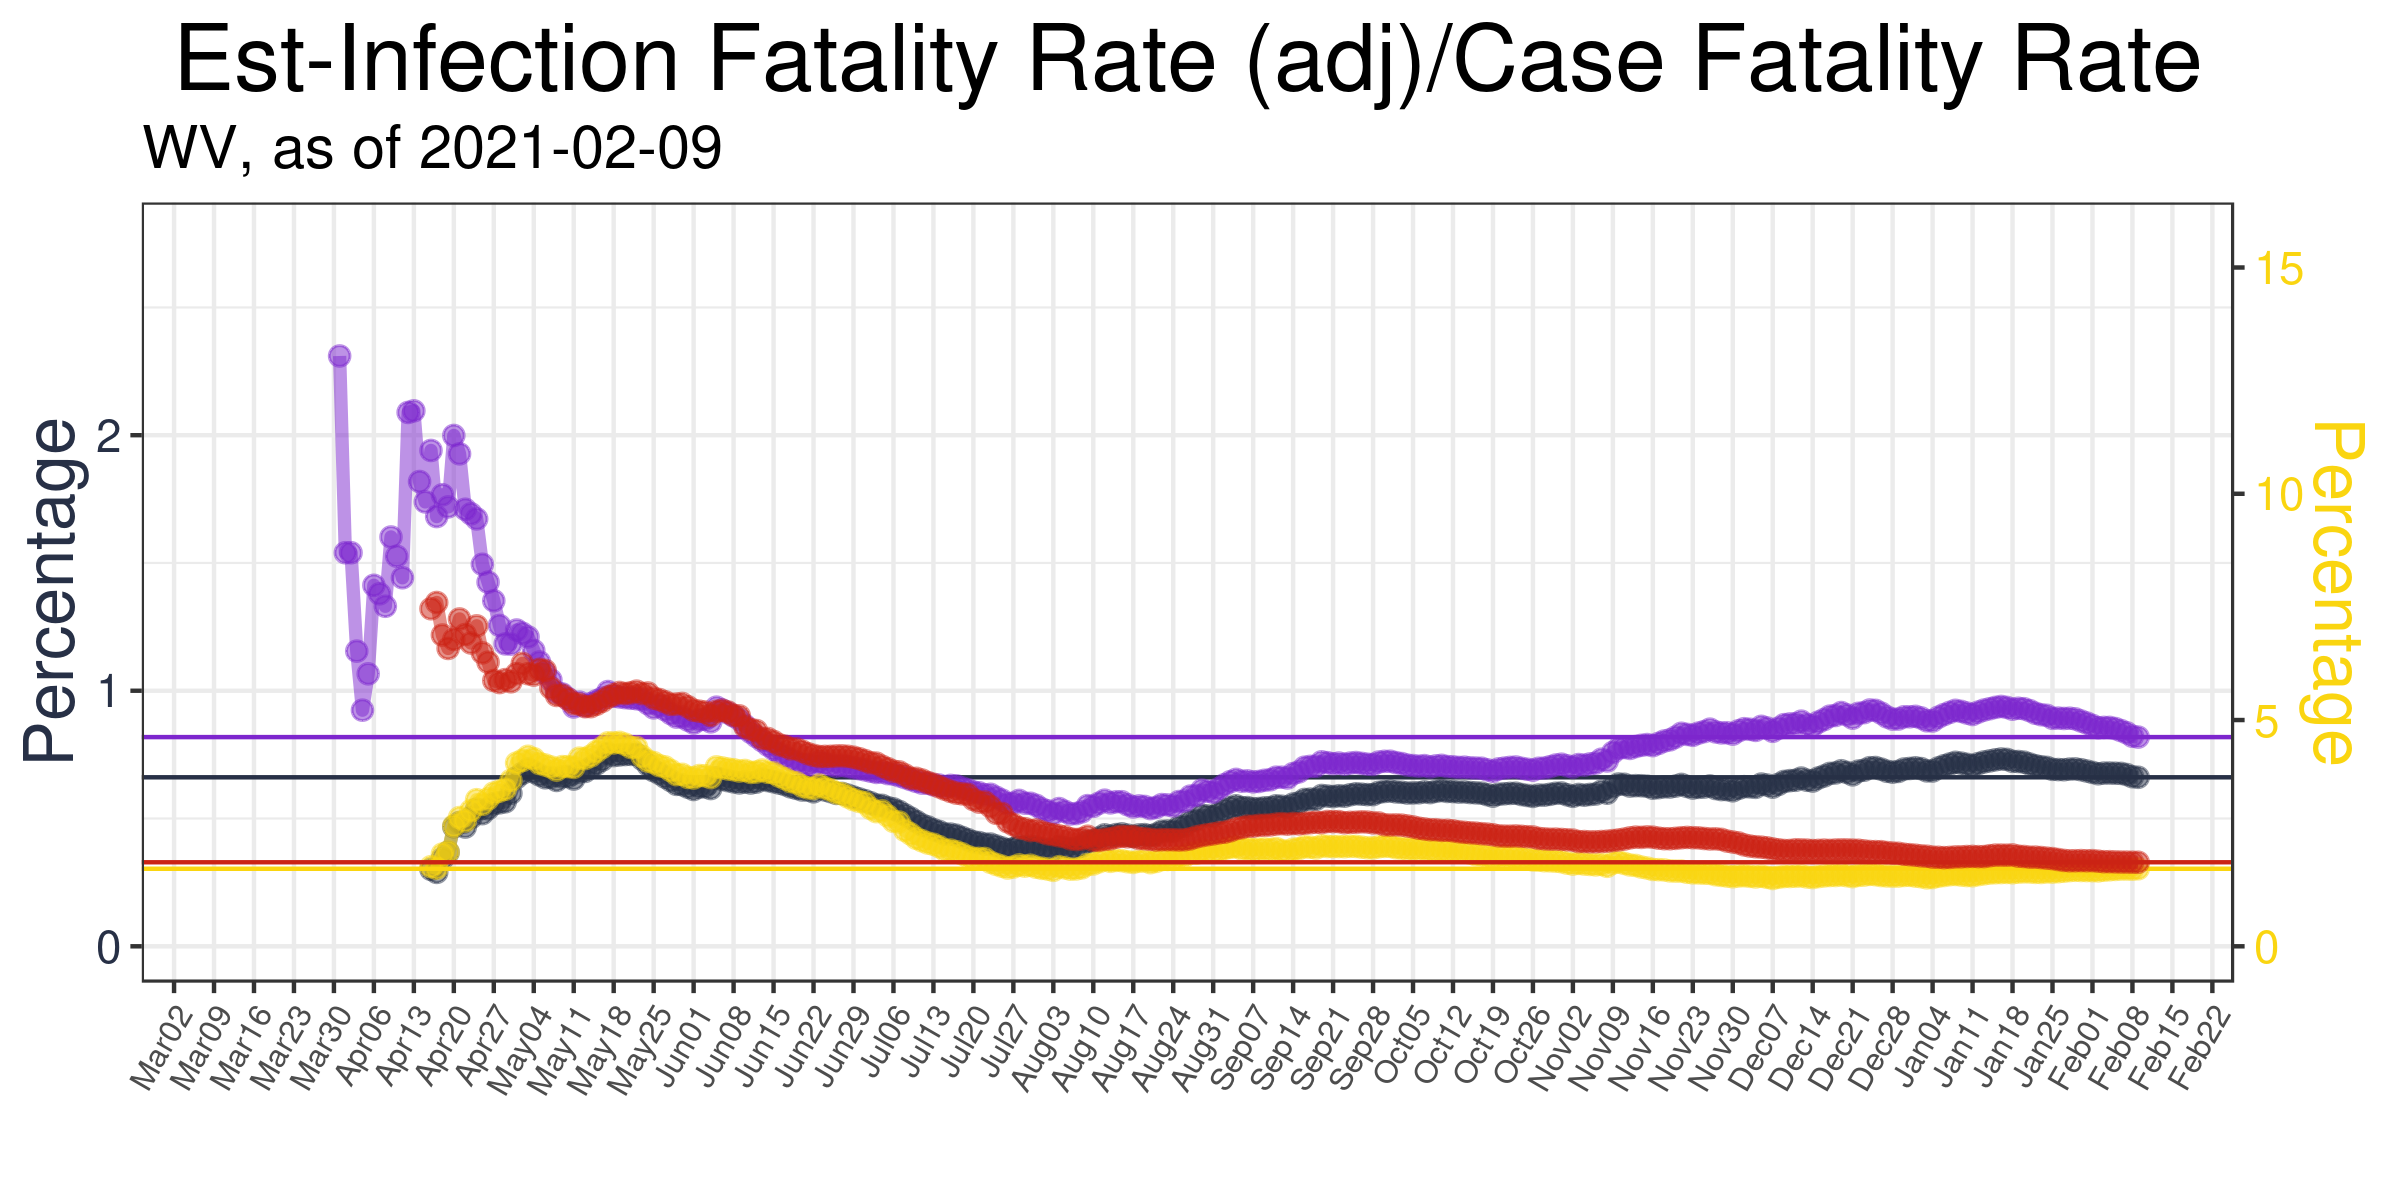 Est-Infection Fatality Rate (adj)/Case Fatality Rate
WV, as of 2021-02-09
Percentage
2
1
0
15
10
5
0
Percentage
Mar02
Mar09
Mar16
Mar23
Mar30
Apr06
Apr13
Apr20
Apr27
May04
May11
May18
May25
Jun01
Jun08
Jun15
Jun22
Jun29
Jul06
Jul13
Jul20
Jul27
Aug03
Aug10
Aug17
Aug24
Aug31
Sep07
Sep14
Sep21
Sep28
Oct05
Oct12
Oct19
Oct26
Nov02
Nov09
Nov16
Nov23
Nov30
Dec07
Dec14
Dec21
Dec28
Jan04
Jan11
Jan18
Jan25
Feb01
Feb08
Feb15
Feb22